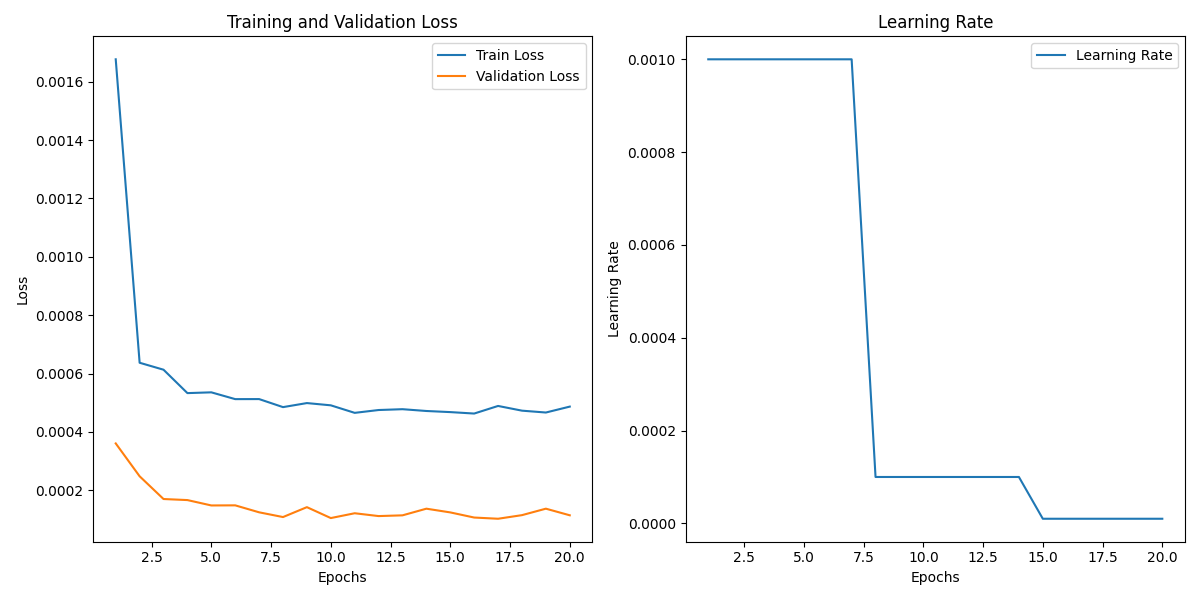 Training and Validation Loss
Train Loss
Validation Loss
0.0016
0.0014
0.0012
0.0010
0.0008
0.0006
0.0004
0.0002
Loss
2.5 5.0 7.5 10.0 12.5 15.0 17.5 20.0
Epochs
Learning Rate
Learning Rate
0.0010
0.0008
0.0006
0.0004
0.0002
0.0000
Learning Rate
2.5 5.0 7.5 10.0 12.5 15.0 17.5 20.0
Epochs